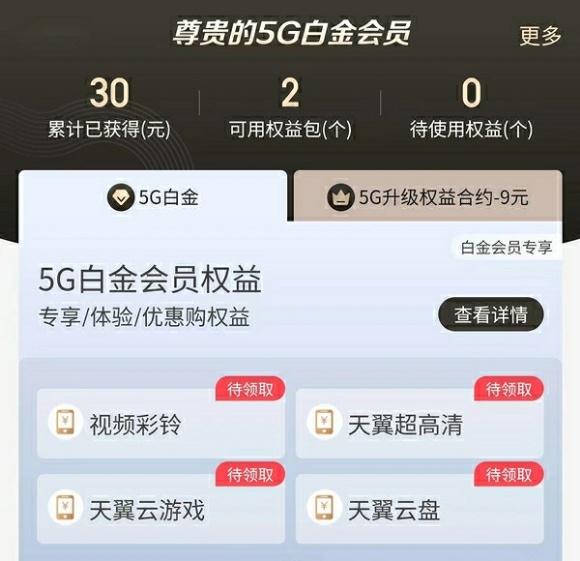 尊贵的5G白金会员
更多
30 2 0
累计已获得(元) 可用权益包(个) 待使用权益(个)
5G白金 5G升级权益合约-9元
白金会员专享
5G白金会员权益
专享/体验/优惠购权益
查看详情
待领取 待领取
¥ 视频彩铃 ¥ 天翼超高清
待领取 待领取
¥ 天翼云游戏 ¥ 天翼云盘